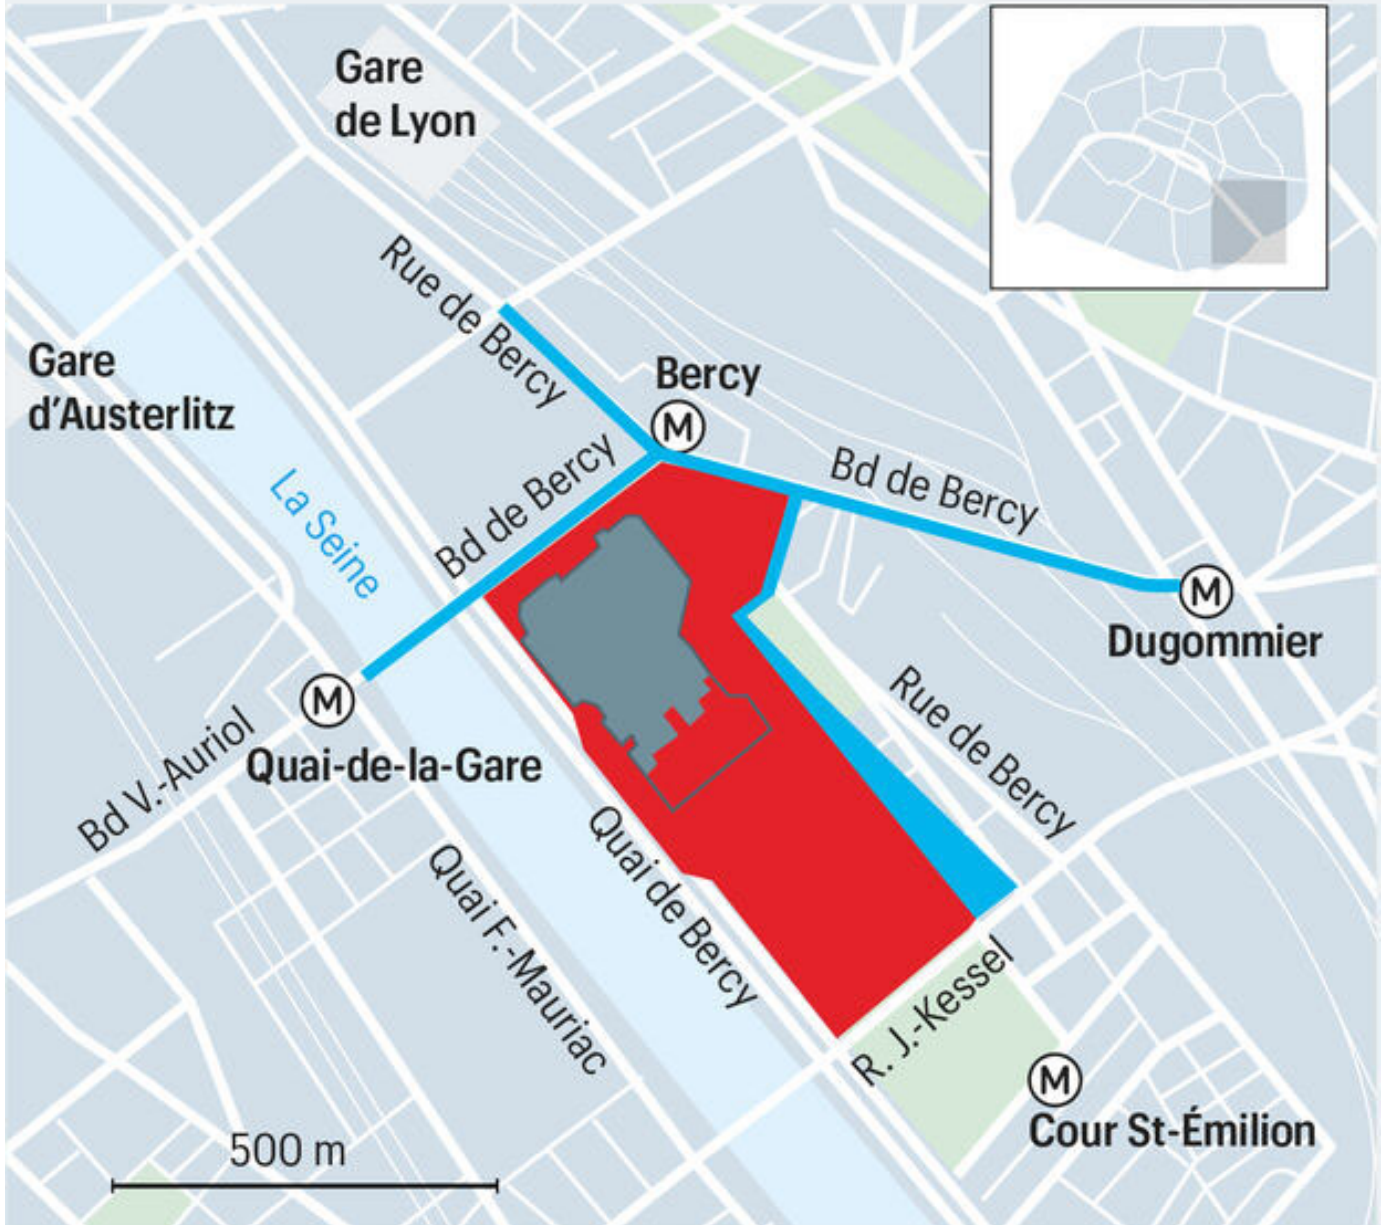 Gare
de Lyon
Rue de Bercy
Gare
d'Austerlitz
Bercy
M
Bd de Bercy
Bd de Bercy
La Seine
M
Dugommier
M
Quai-de-la-Gare
Bd V.-Auriol
Rue de Bercy
Quai de Bercy
Quai F.-Mauriac
R. J.-Kessel
M
Cour St-Émilion
500 m